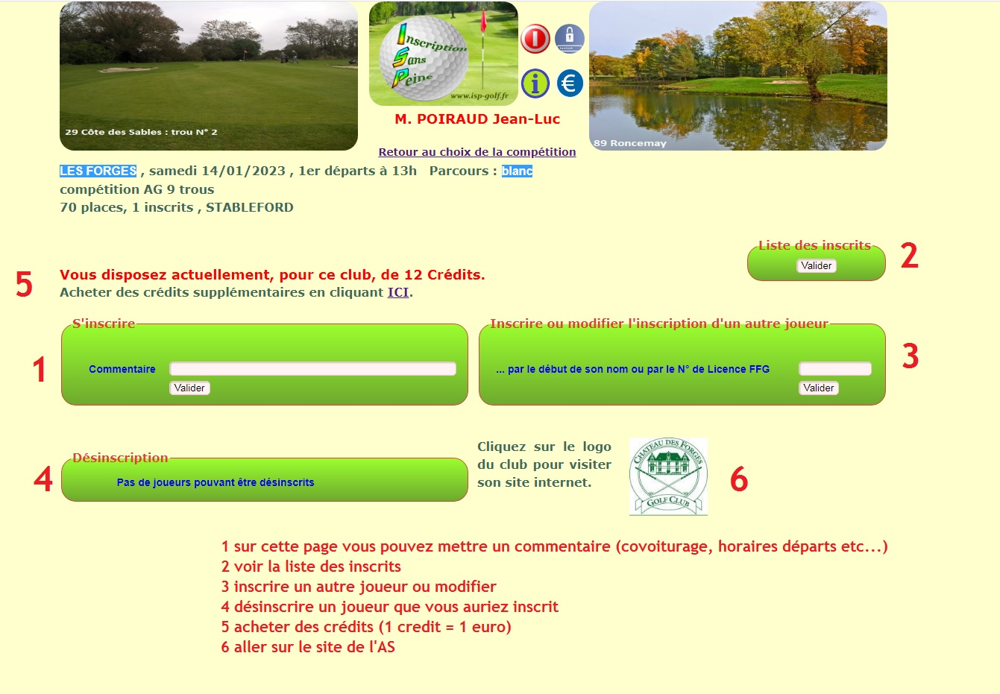 29 Côte des Sables : trou N° 2
Inscription
Sans
Peine
www.isp-golf.fr
i
€
89 Roncemay
M. POIRAUD Jean-Luc
Retour au choix de la compétition
LES FORGES , samedi 14/01/2023 , 1er départs à 13h Parcours : blanc
compétition AG 9 trous
70 places, 1 inscrits , STABLEFORD
Liste des inscrits
Valider
2
5
Vous disposez actuellement, pour ce club, de 12 Crédits.
Acheter des crédits supplémentaires en cliquant ICI.
S'inscrire
1
Commentaire
Valider
Inscrire ou modifier l'inscription d'un autre joueur
... par le début de son nom ou par le N° de Licence FFG
Valider
3
Désinscription
4
Pas de joueurs pouvant être désinscrits
Cliquez sur le logo
du club pour visiter
son site internet.
CHATEAU DES FORGES
GOLF CLUB
6
1 sur cette page vous pouvez mettre un commentaire (covoiturage, horaires départs etc...)
2 voir la liste des inscrits
3 inscrire un autre joueur ou modifier
4 désinscrire un joueur que vous auriez inscrit
5 acheter des crédits (1 credit = 1 euro)
6 aller sur le site de l'AS